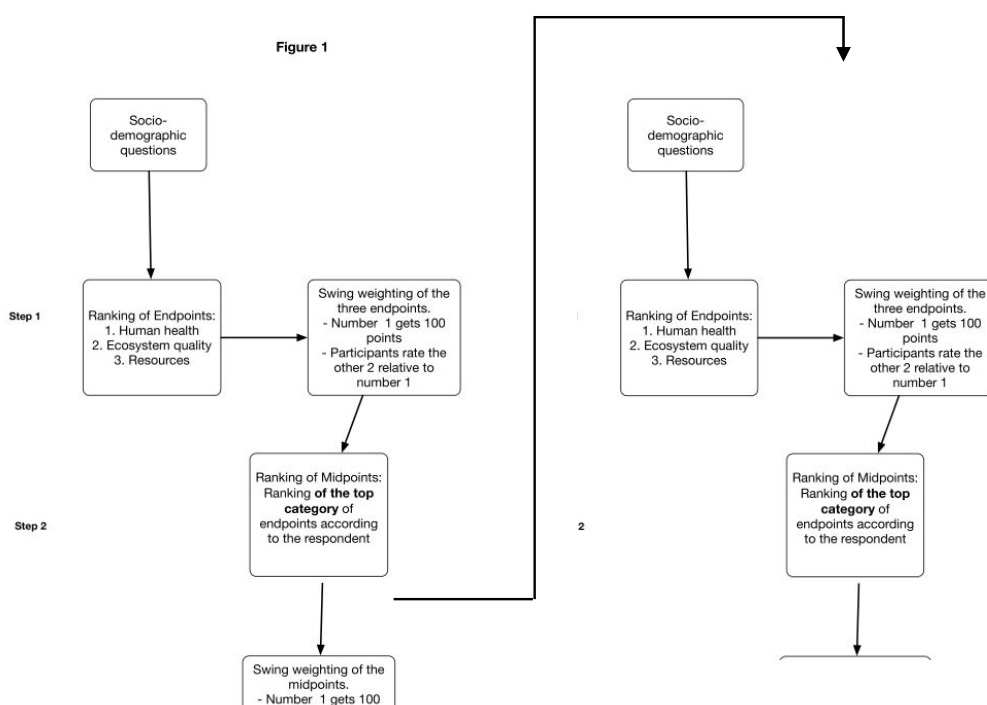 Figure 1
Socio-
demographic
questions
Step 1
Ranking of Endpoints:
1. Human health
2. Ecosystem quality
3. Resources
Swing weighting of the
three endpoints.
- Number 1 gets 100
points
- Participants rate the
other 2 relative to
number 1
Step 2
Ranking of Midpoints:
Ranking of the top
category of
endpoints according
to the respondent
Swing weighting of the
midpoints.
- Number 1 gets 100
Socio-
demographic
questions
Ranking of Endpoints:
1. Human health
2. Ecosystem quality
3. Resources
Swing weighting of the
three endpoints.
- Number 1 gets 100
points
- Participants rate the
other 2 relative to
number 1
2
Ranking of Midpoints:
Ranking of the top
category of
endpoints according
to the respondent